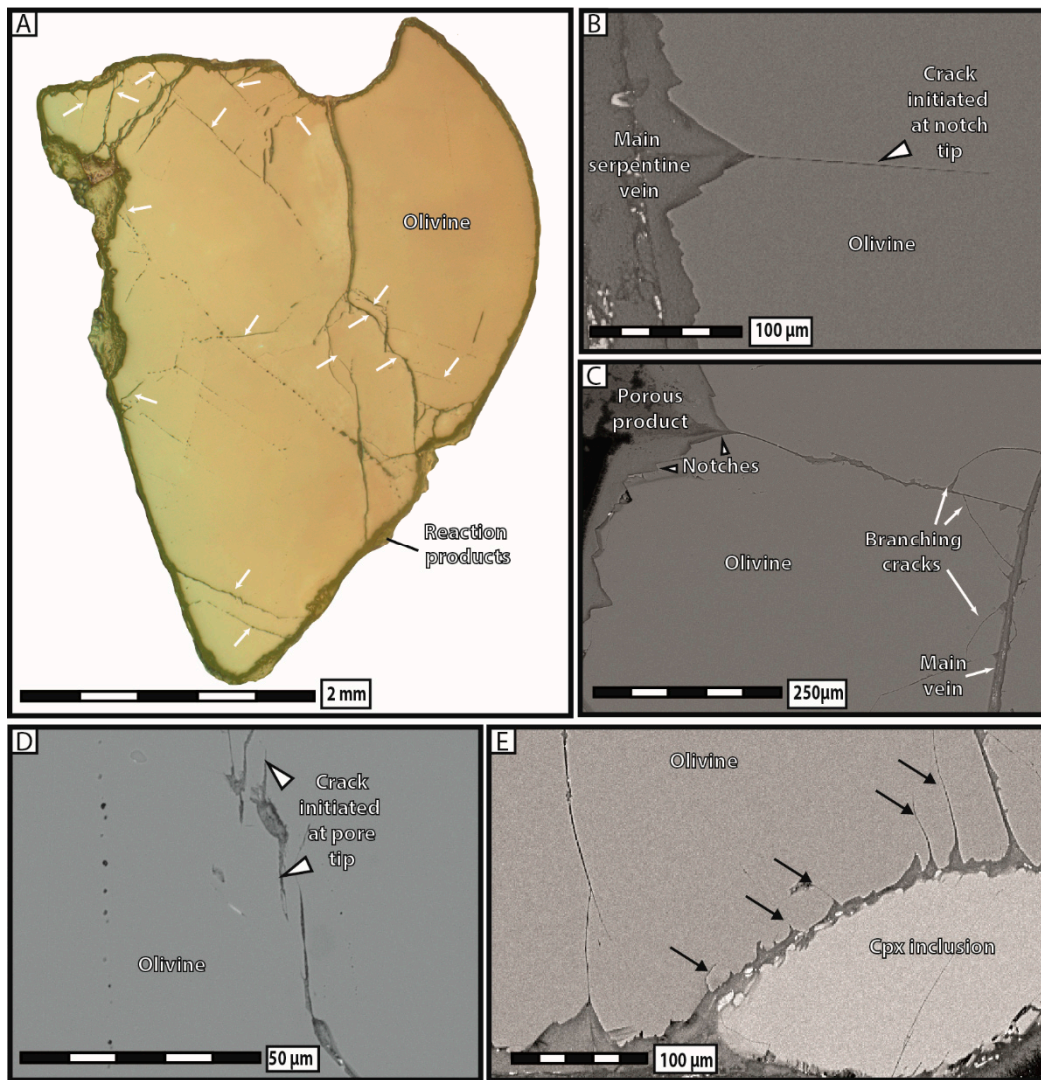 A
Olivine
Reaction
products
2 mm
B
Crack
initiated
at notch
tip
Main
serpentine
vein
Olivine
100 µm
C
Porous
product
Notches
Branching
cracks
Olivine
Main
vein
250µm
D
Crack
initiated
at pore
tip
Olivine
50 µm
E
Olivine
Cpx inclusion
100 µm